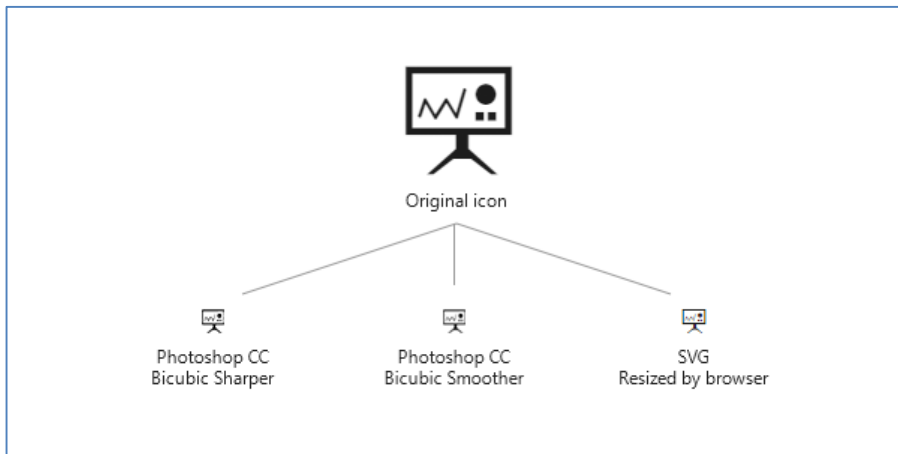 Original icon
Photoshop CC
Bicubic Sharper
Photoshop CC
Bicubic Smoother
SVG
Resized by browser